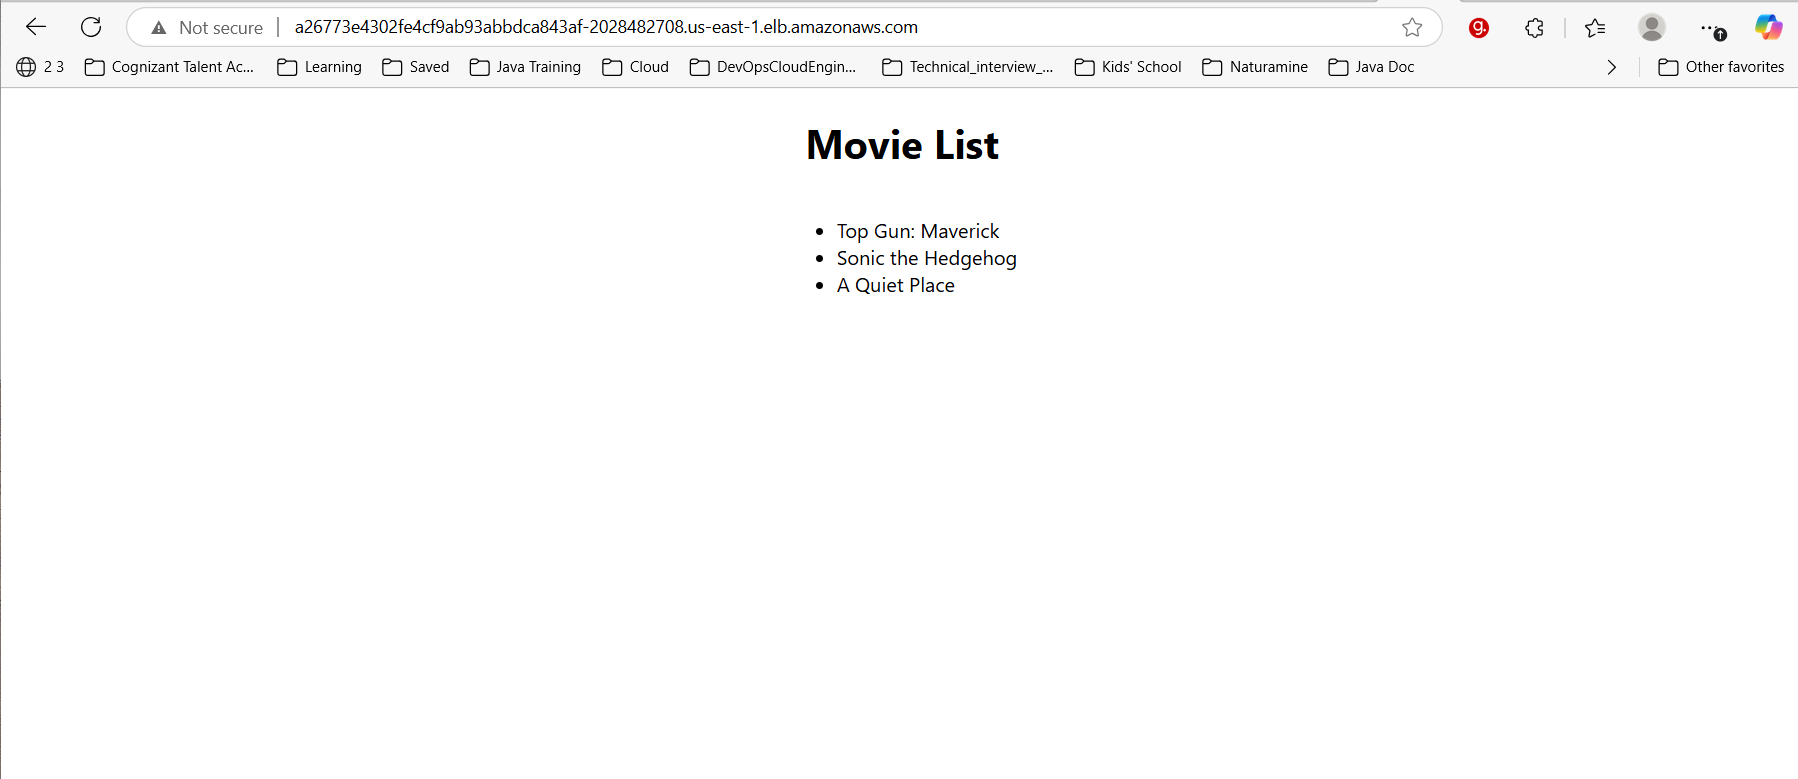 Not secure | a26773e4302fe4cf9ab93abbdca843af-2028482708.us-east-1.elb.amazonaws.com g.
2 3 Cognizant Talent Ac... Learning Saved Java Training Cloud DevOpsCloudEngin... Technical_interview_... Kids' School Naturamine Java Doc Other favorites
Movie List
• Top Gun: Maverick
• Sonic the Hedgehog
• A Quiet Place